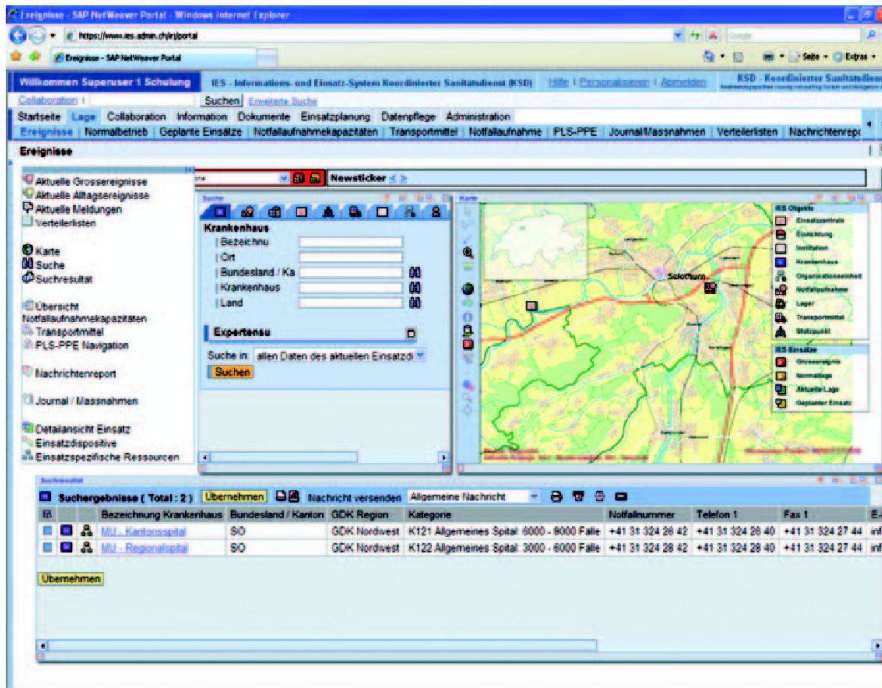 Ereignisse - SAP NetWeaver Portal - Windows Internet Explorer
https://www.ies.admin.ch/irj/portal
Google
Ereignisse - SAP NetWeaver Portal
Seite
Extras
Willkommen Superuser 1 Schulung
IES - Informations- und Einsatz-System Koordinierter Sanitätsdienst (KSD)
Hilfe | Personalisieren | Abmelden
KSD - Koordinierter Sanitätsdien
Collaboration |
Suchen
Erweiterte Suche
Startseite Lage Collaboration Information Dokumente Einsatzplanung Datenpflege Administration
Ereignisse | Normalbetrieb | Geplante Einsätze | Notfallaufnahmekapazitäten | Transportmittel | Notfallaufnahme | PLS-PPE | Journal/Massnahmen | Verteilerlisten | Nachrichtenrepo
Ereignisse
Aktuelle Grossereignisse
Aktuelle Alltagsereignisse
Aktuelle Meldungen
Verteilerlisten
Karte
Suche
Suchresultat
Übersicht
Notfallaufnahmekapazitäten
Transportmittel
PLS-PPE Navigation
Nachrichtenreport
Journal / Massnahmen
Detailansicht Einsatz
Einsatzdispositive
Einsatzspezifische Ressourcen
Newsticker
Suche
Krankenhaus
| Bezeichnu
| Ort
| Bundesland / Ka
| Krankenhaus
| Land
Expertensu
Suche in: allen Daten des aktuellen Einsatzdi
Suchen
Karte
Solothurn
IES Objekte
Einsatzzentrale
Einrichtung
Institution
Krankenhaus
Organisationseinheit
Notfallaufnahme
Lager
Transportmittel
Stützpunkt
IES Einsätze
Grossereignis
Normallage
Aktuelle Lage
Geplanter Einsatz
Suchresultat
Suchergebnisse ( Total : 2 ) Übernehmen Nachricht versenden Allgemeine Nachricht
Bezeichnung Krankenhaus Bundesland / Kanton GDK Region Kategorie Notfallnummer Telefon 1 Fax 1 E-
MU - Kantonsspital SO GDK Nordwest K121 Allgemeines Spital: 6000 - 9000 Fälle +41 31 324 28 42 +41 31 324 28 40 +41 31 324 27 44 inf
MU - Regionalspital SO GDK Nordwest K122 Allgemeines Spital: 3000 - 6000 Fälle +41 31 324 28 42 +41 31 324 28 40 +41 31 324 27 44 inf
Übernehmen